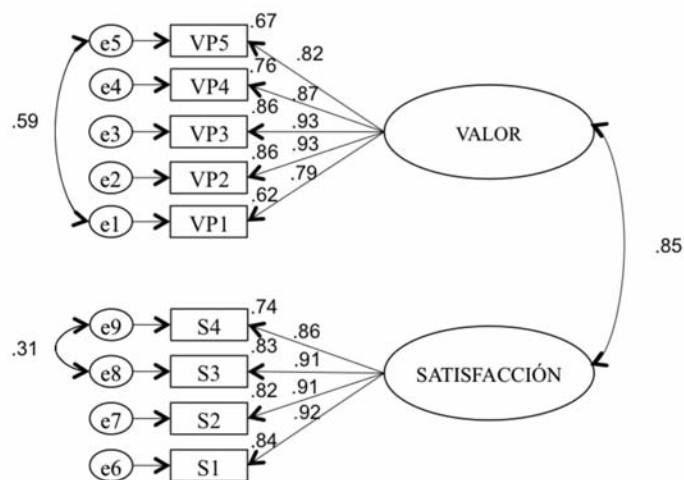 .67
e5 VP5
.82
.76
e4 VP4
.87
.86
.59
e3 VP3
.93
VALOR
.93
.86
e2 VP2
.79
.62
e1 VP1
.85
.74
e9 S4
.86
.83
.31
e8 S3
.91
SATISFACCIÓN
.91
.82
e7 S2
.92
.84
e6 S1